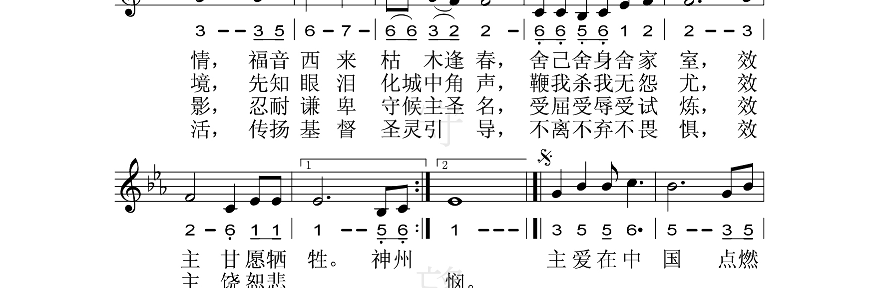 3 - - 3 5 | 6 - 7 - | 6 6 3 2 2 - | 6 6 5 6 1 2 | 2 - - 3
情， 福音 西 来 枯 木逢 春， 舍己舍身舍家 室， 效
境， 先知 眼 泪 化城中角 声， 鞭我杀我无怨 尤， 效
影， 忍耐 谦 卑 守候主圣 名， 受屈受辱受试 炼， 效
活， 传扬 基 督 圣灵引 导， 不离不弃不畏 惧， 效
1 2
2 - 6 1 1 | 1 - - 5 6 :| 1 - - - || 3 5 5 6• | 5 - - 3 5
主 甘愿牺 牲。 神州 主 爱在中 国 点燃
主 饶恕悲 悯。